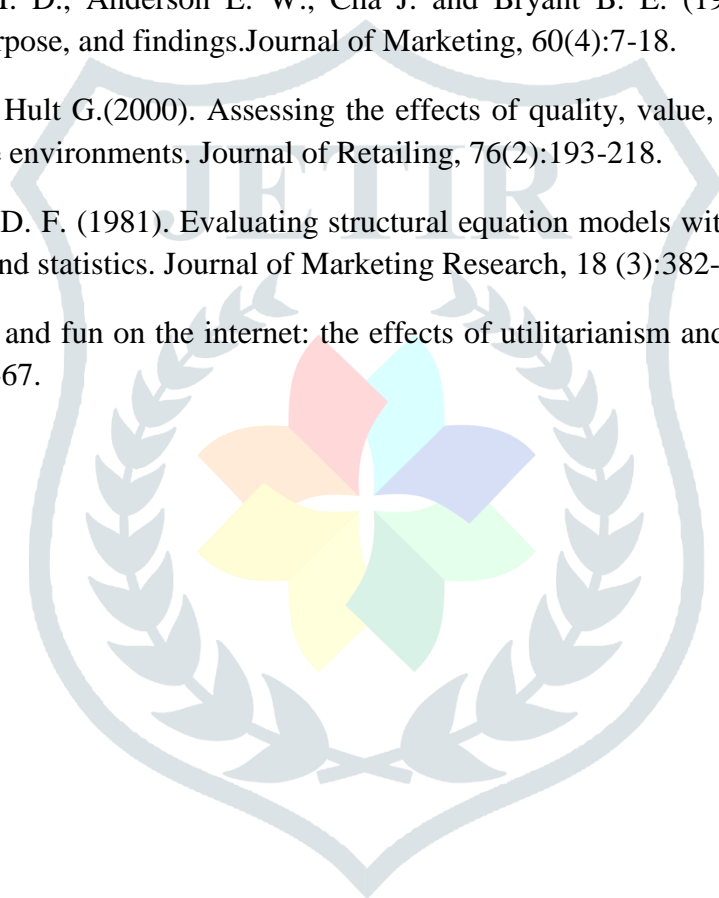 D., Anderson E. W., Cha J. and Bryant B. E. (19
rpose, and findings.Journal of Marketing, 60(4):7-18.
Hult G.(2000). Assessing the effects of quality, value,
e environments. Journal of Retailing, 76(2):193-218.
JETIR
D. F. (1981). Evaluating structural equation models wit
nd statistics. Journal of Marketing Research, 18 (3):382-
and fun on the internet: the effects of utilitarianism and
67.